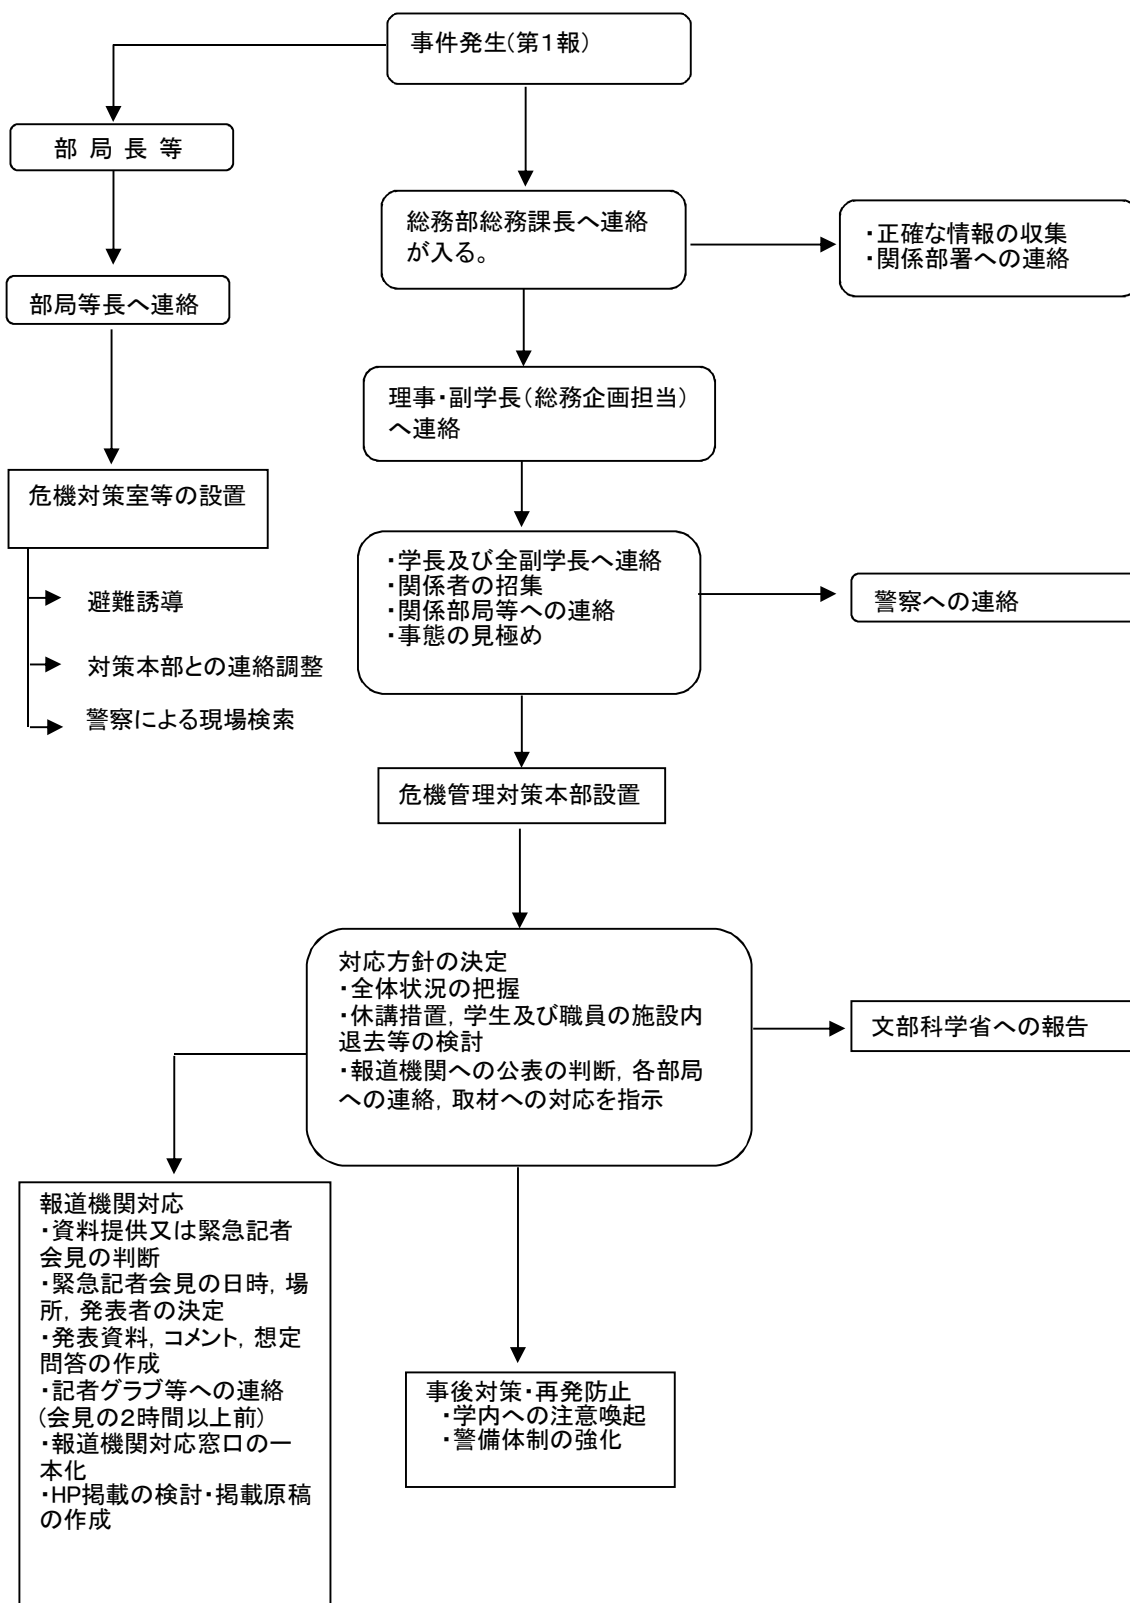 事件発生(第1報)
部 局 長 等
総務部総務課長へ連絡
が入る。
・正確な情報の収集
・関係部署への連絡
部局等長へ連絡
理事・副学長(総務企画担当)
へ連絡
危機対策室等の設置
避難誘導
対策本部との連絡調整
警察による現場検索
・学長及び全副学長へ連絡
・関係者の招集
・関係部局等への連絡
・事態の見極め
警察への連絡
危機管理対策本部設置
対応方針の決定
・全体状況の把握
・休講措置, 学生及び職員の施設内
退去等の検討
・報道機関への公表の判断, 各部局
への連絡, 取材への対応を指示
文部科学省への報告
報道機関対応
・資料提供又は緊急記者
会見の判断
・緊急記者会見の日時, 場
所, 発表者の決定
・発表資料, コメント, 想定
問答の作成
・記者グラブ等への連絡
(会見の2時間以上前)
・報道機関対応窓口の一
本化
・HP掲載の検討・掲載原稿
の作成
事後対策・再発防止
・学内への注意喚起
・警備体制の強化